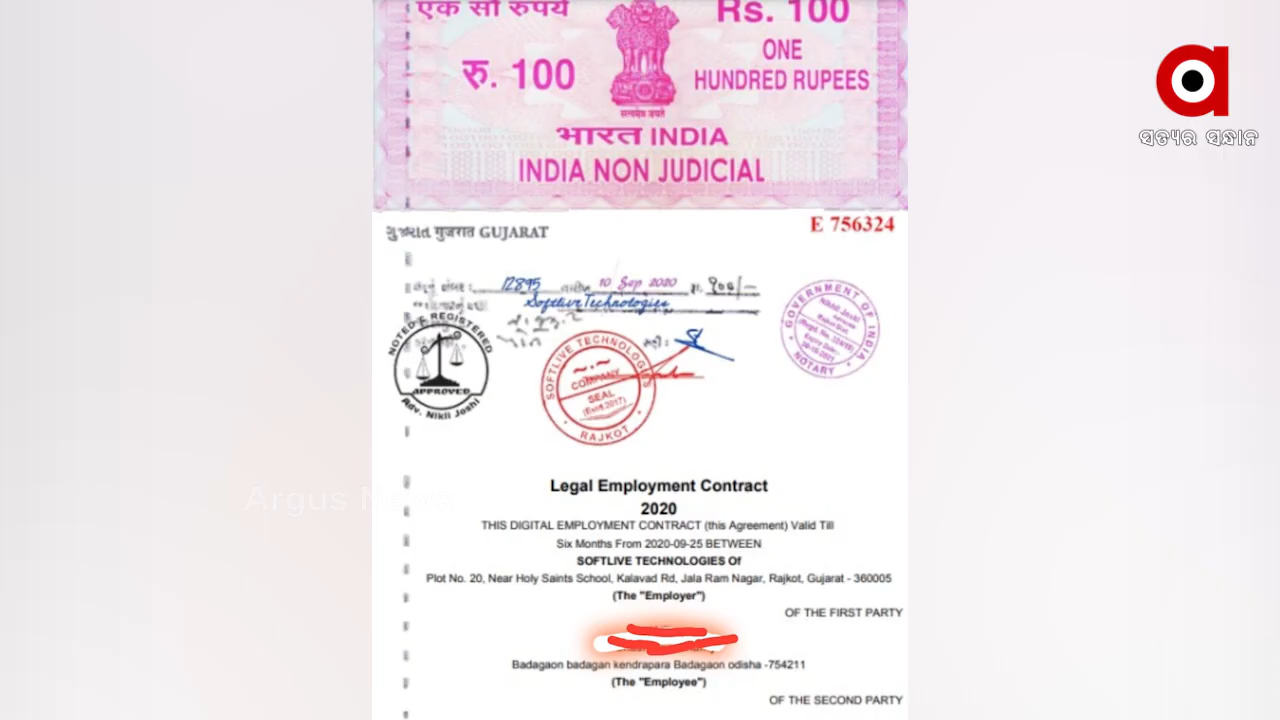 एक सौ रुपये
Rs. 100
रु. 100
ONE
HUNDRED RUPEES
सत्यमेव जयते
भारत INDIA
INDIA NON JUDICIAL
ସତ୍ୟର ସନ୍ଧାନ
E 756324
ગુજરાત गुजरात GUJARAT
12895
10 Sep 2020
Softlive Technologies
GOVERNMENT OF INDIA
NOTARY
NOTED & REGISTERED
APPROVED
Adv. Nikil Joshi
SOFTLIVE TECHNOLOGIES
COMPANY
SEAL
(Estd.2017)
RAJKOT
Argus News
Legal Employment Contract
2020
THIS DIGITAL EMPLOYMENT CONTRACT (this Agreement) Valid Till
Six Months From 2020-09-25 BETWEEN
SOFTLIVE TECHNOLOGIES Of
Plot No. 20, Near Holy Saints School, Kalavad Rd, Jala Ram Nagar, Rajkot, Gujarat - 360005
(The "Employer")
OF THE FIRST PARTY
Badagaon badagan kendrapara Badagaon odisha -754211
(The "Employee")
OF THE SECOND PARTY